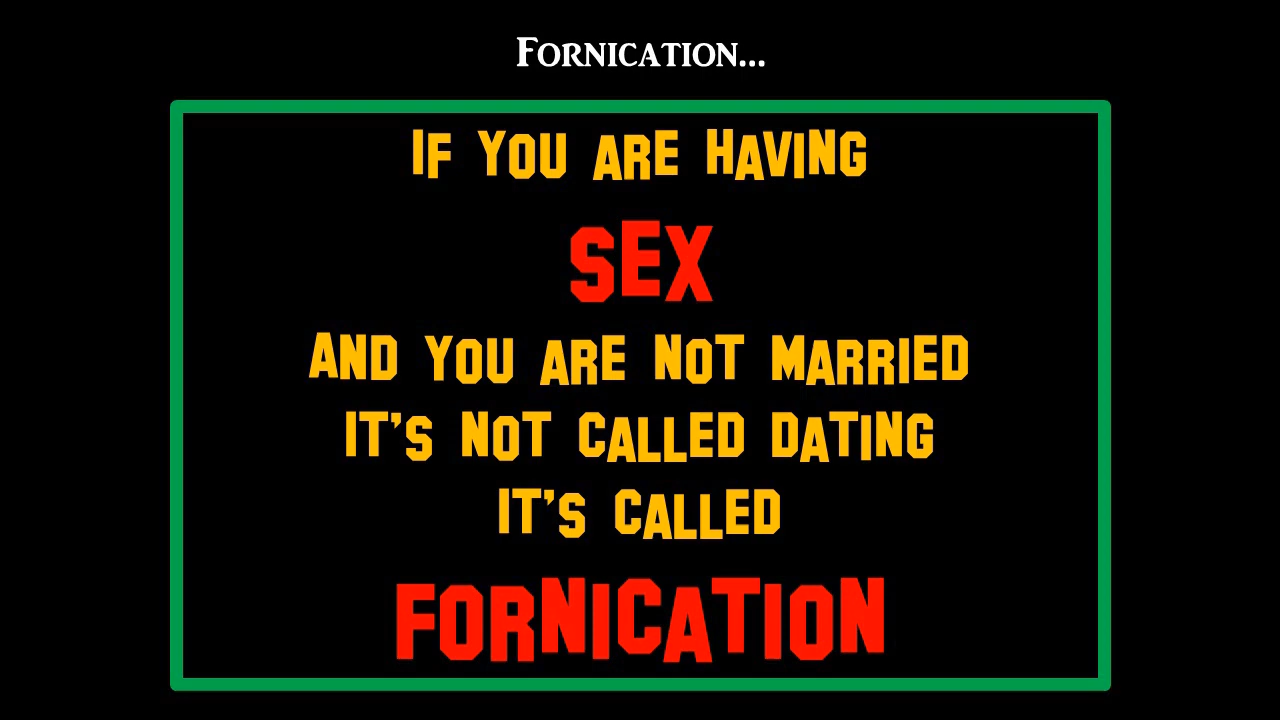 Fornication...
IF YOU ARE HAVING
SEX
AND YOU ARE NOT MARRIED
IT'S NOT CALLED DATING
IT'S CALLED
FORNICATION